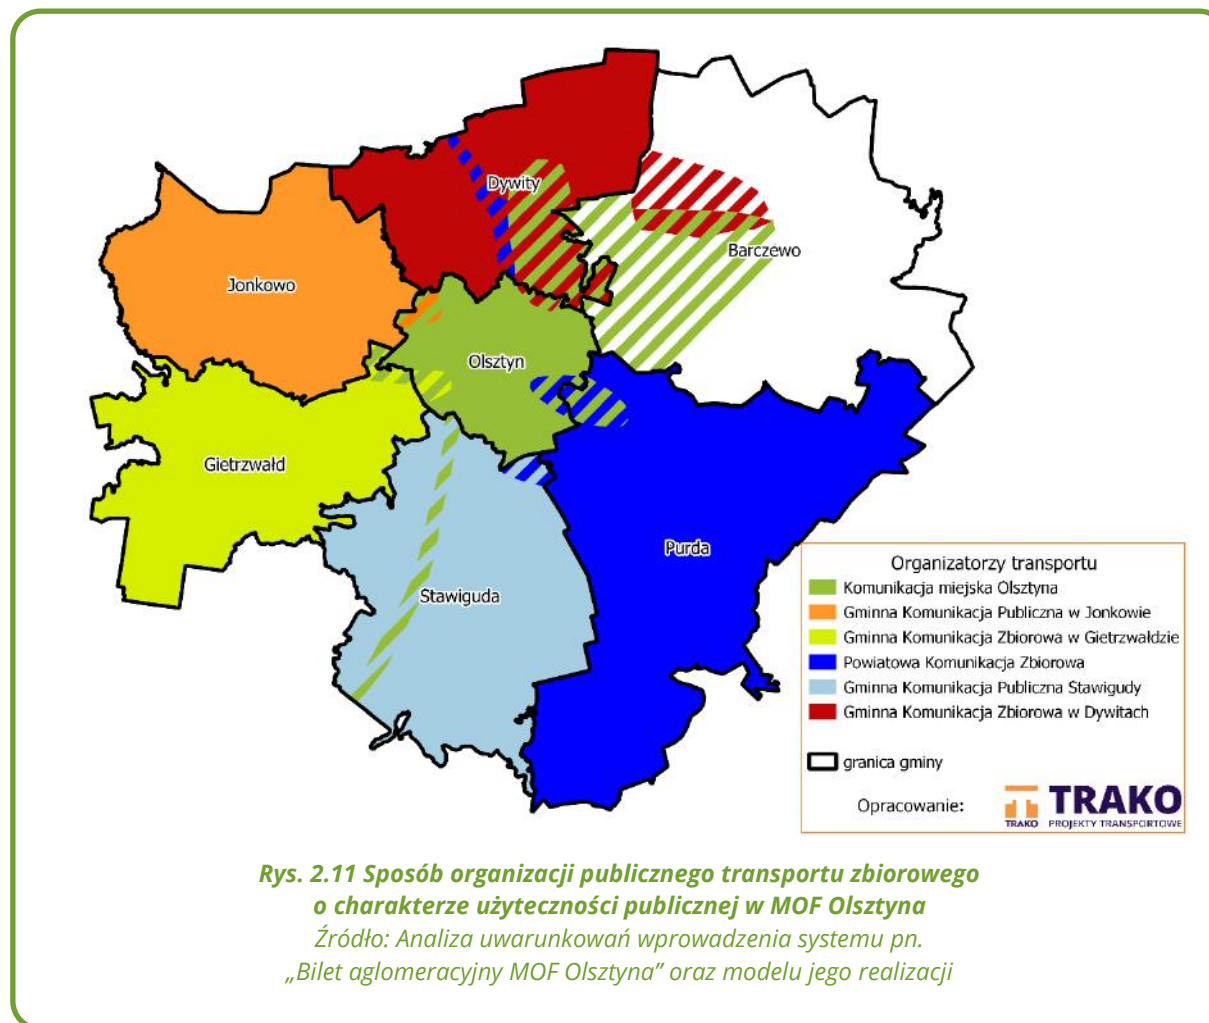 Dywity
Barczewo
Jonkowo
Olsztyn
Gietrzwałd
Purda
Stawiguda
Organizatorzy transportu
Komunikacja miejska Olsztyna
Gminna Komunikacja Publiczna w Jonkowie
Gminna Komunikacja Zbiorowa w Gietrzwałdzie
Powiatowa Komunikacja Zbiorowa
Gminna Komunikacja Publiczna Stawigudy
Gminna Komunikacja Zbiorowa w Dywitach
granica gminy
Opracowanie:
TRAKO
TRAKO
PROJEKTY TRANSPORTOWE
Rys. 2.11 Sposób organizacji publicznego transportu zbiorowego
o charakterze użyteczności publicznej w MOF Olsztyna
Źródło: Analiza uwarunkowań wprowadzenia systemu pn.
„Bilet aglomeracyjny MOF Olsztyna” oraz modelu jego realizacji